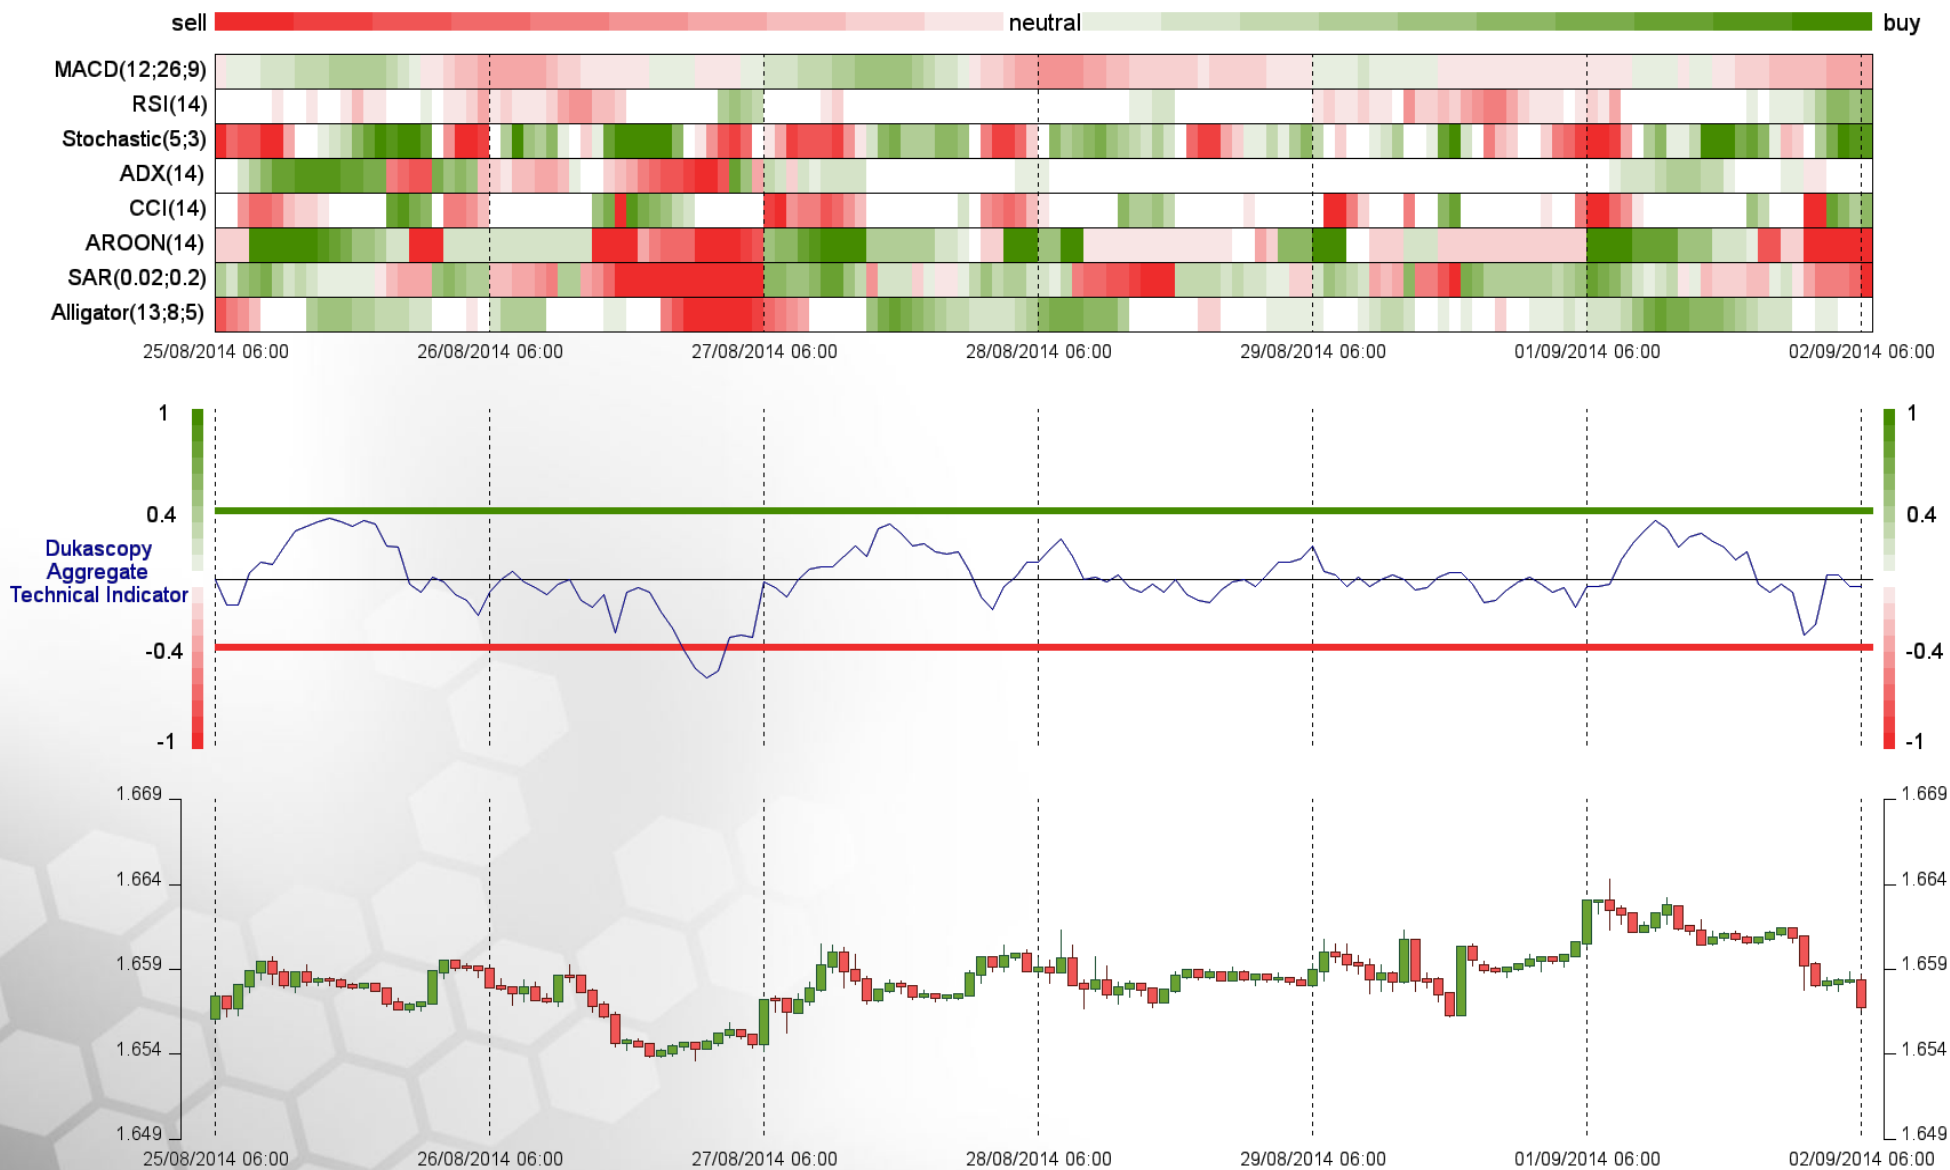 sell neutral buy
MACD(12;26;9)
RSI(14)
Stochastic(5;3)
ADX(14)
CCI(14)
AROON(14)
SAR(0.02;0.2)
Alligator(13;8;5)
25/08/2014 06:00 26/08/2014 06:00 27/08/2014 06:00 28/08/2014 06:00 29/08/2014 06:00 01/09/2014 06:00 02/09/2014 06:00
1 1
0.4 0.4
Dukascopy
Aggregate
Technical Indicator
-0.4 -0.4
-1 -1
1.669 1.669
1.664 1.664
1.659 1.659
1.654 1.654
1.649 1.649
25/08/2014 06:00 26/08/2014 06:00 27/08/2014 06:00 28/08/2014 06:00 29/08/2014 06:00 01/09/2014 06:00 02/09/2014 06:00